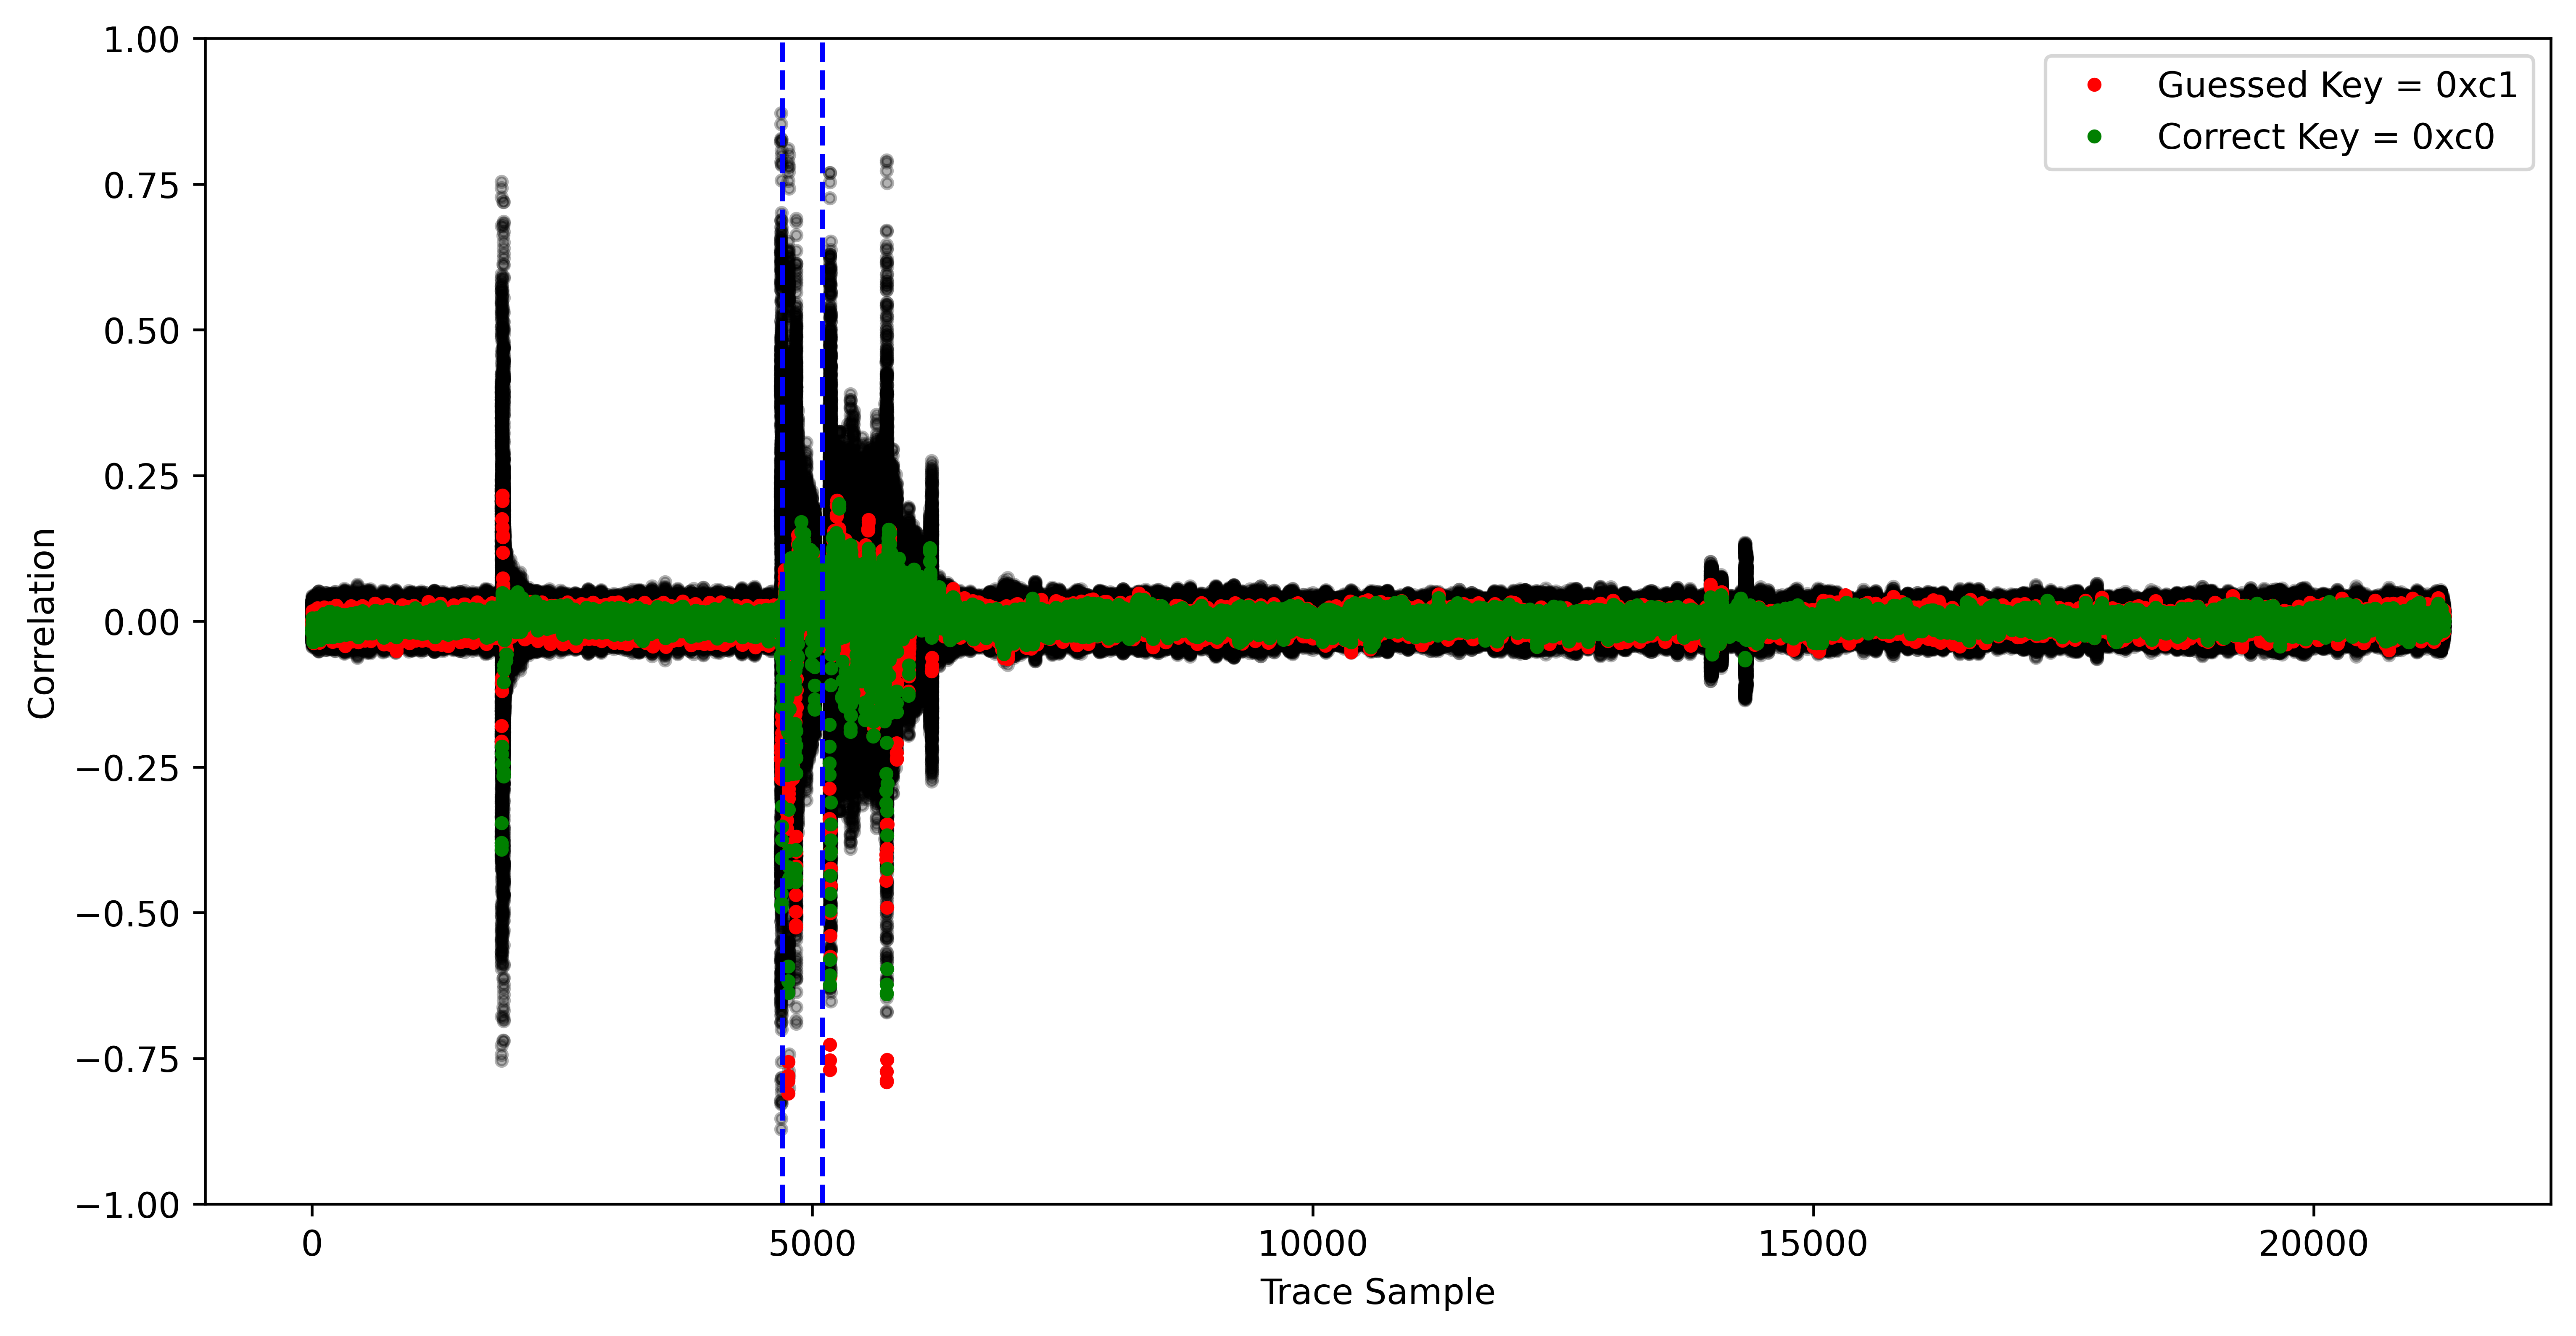 1.00
0.75
0.50
0.25
0.00
−0.25
−0.50
−0.75
−1.00
Correlation
0 5000 10000 15000 20000
Trace Sample
Guessed Key = 0xc1
Correct Key = 0xc0